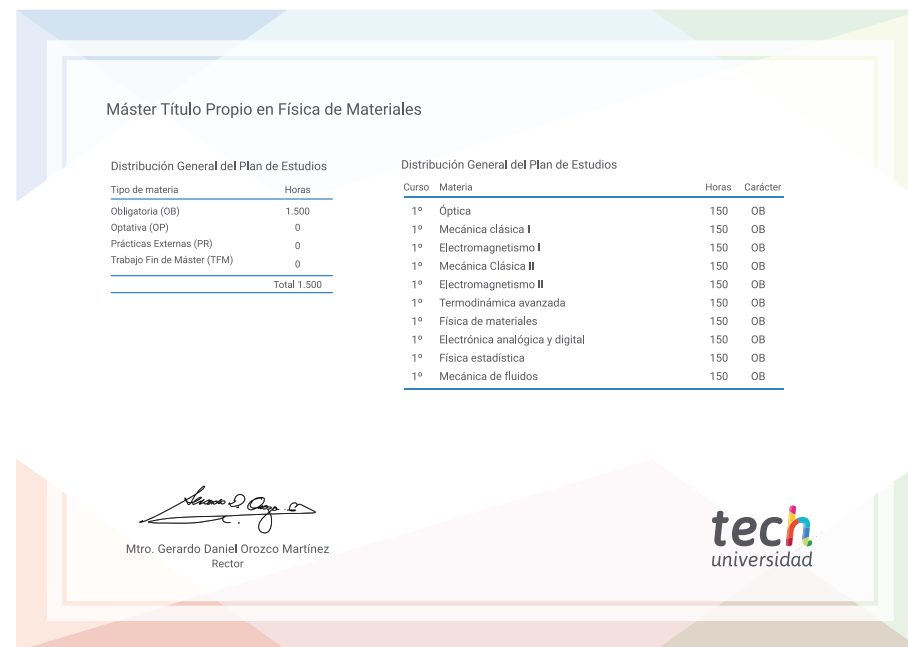 Máster Título Propio en Física de Materiales
Distribución General del Plan de Estudios
Tipo de materia Horas
Obligatoria (OB) 1.500
Optativa (OP) 0
Prácticas Externas (PR) 0
Trabajo Fin de Máster (TFM) 0
Total 1.500
Distribución General del Plan de Estudios
Curso Materia Horas Carácter
1º Óptica 150 OB
1º Mecánica clásica I 150 OB
1º Electromagnetismo I 150 OB
1º Mecánica Clásica II 150 OB
1º Electromagnetismo II 150 OB
1º Termodinámica avanzada 150 OB
1º Física de materiales 150 OB
1º Electrónica analógica y digital 150 OB
1º Física estadística 150 OB
1º Mecánica de fluidos 150 OB
Mtro. Gerardo Daniel Orozco Martínez
Rector
tech
universidad